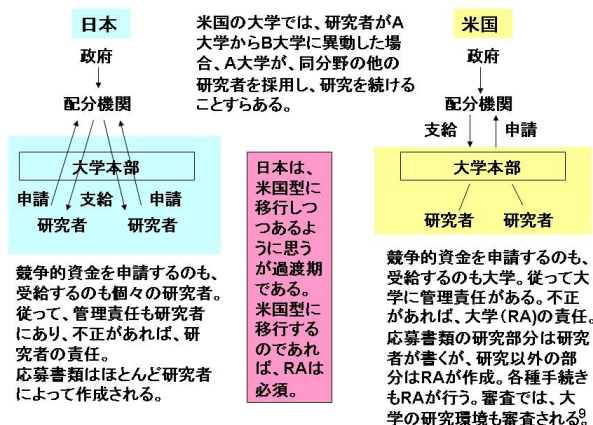 日本
政府
配分機関
大学本部
申請
支給
申請
研究者
研究者
競争的資金を申請するのも、
受給するのも個々の研究者。
従って、管理責任も研究者
にあり、不正があれば、研
究者の責任。
応募書類はほとんど研究者
によって作成される。
米国の大学では、研究者がA
大学からB大学に異動した場
合、A大学が、同分野の他の
研究者を採用し、研究を続ける
ことすらある。
日本は、
米国型に
移行しつ
つあるよ
うに思う
が過渡期
である。
米国型に
移行する
のであれ
ば、RAは
必須。
米国
政府
配分機関
支給
申請
大学本部
研究者
研究者
競争的資金を申請するのも、
受給するのも大学。従って大
学に管理責任がある。不正
があれば、大学(RA)の責任。
応募書類の研究部分は研究
者が書くが、研究以外の部
分はRAが作成。各種手続き
もRAが行う。審査では、大
学の研究環境も審査される。
9